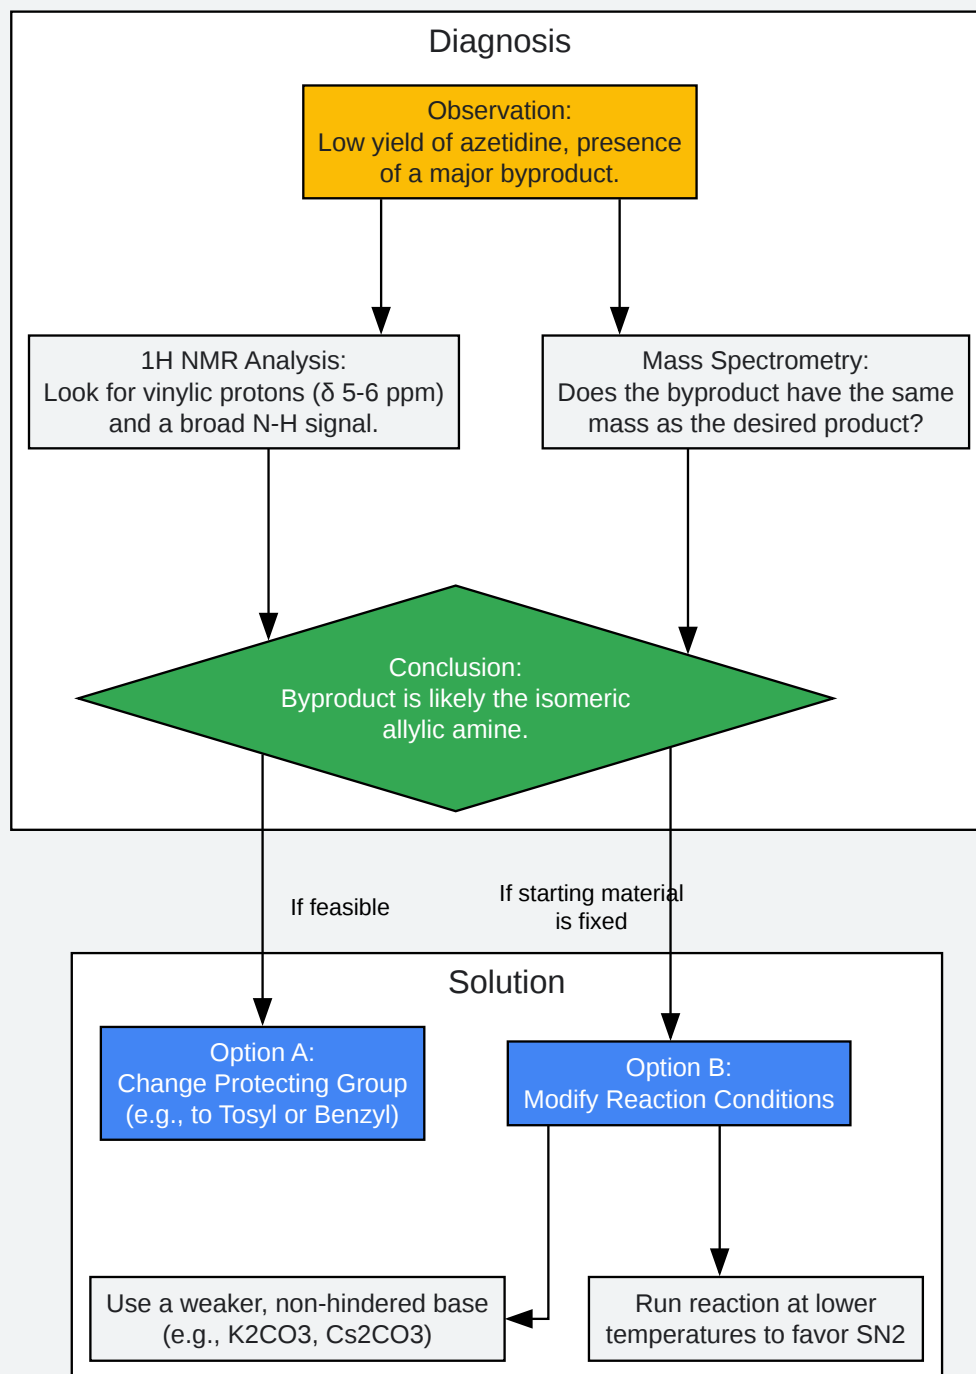 Diagnosis
Observation:
Low yield of azetidine, presence
of a major byproduct.
1H NMR Analysis:
Look for vinylic protons (δ 5-6 ppm)
and a broad N-H signal.
Mass Spectrometry:
Does the byproduct have the same
mass as the desired product?
Conclusion:
Byproduct is likely the isomeric
allylic amine.
If feasible
If starting material
is fixed
Solution
Option A:
Change Protecting Group
(e.g., to Tosyl or Benzyl)
Option B:
Modify Reaction Conditions
Use a weaker, non-hindered base
(e.g., K2CO3, Cs2CO3)
Run reaction at lower
temperatures to favor SN2